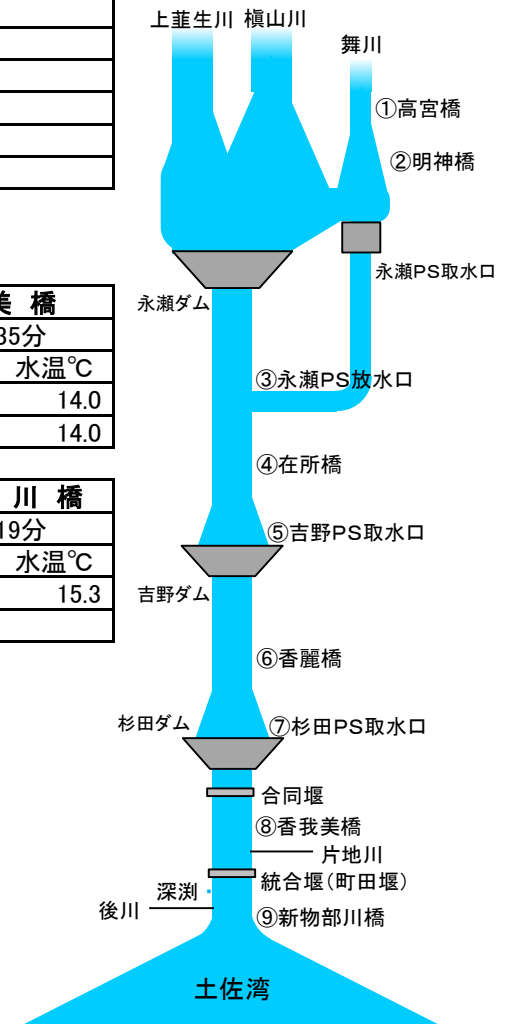 上韮生川 槇山川
舞川
①高宮橋
②明神橋
永瀬PS取水口
永瀬ダム
美 橋
35分
水温℃
14.0
14.0
③永瀬PS放水口
④在所橋
川 橋
19分
水温℃
15.3
⑤吉野PS取水口
吉野ダム
⑥香麗橋
杉田ダム
⑦杉田PS取水口
合同堰
⑧香我美橋
片地川
統合堰(町田堰)
深渕
後川
⑨新物部川橋
土佐湾